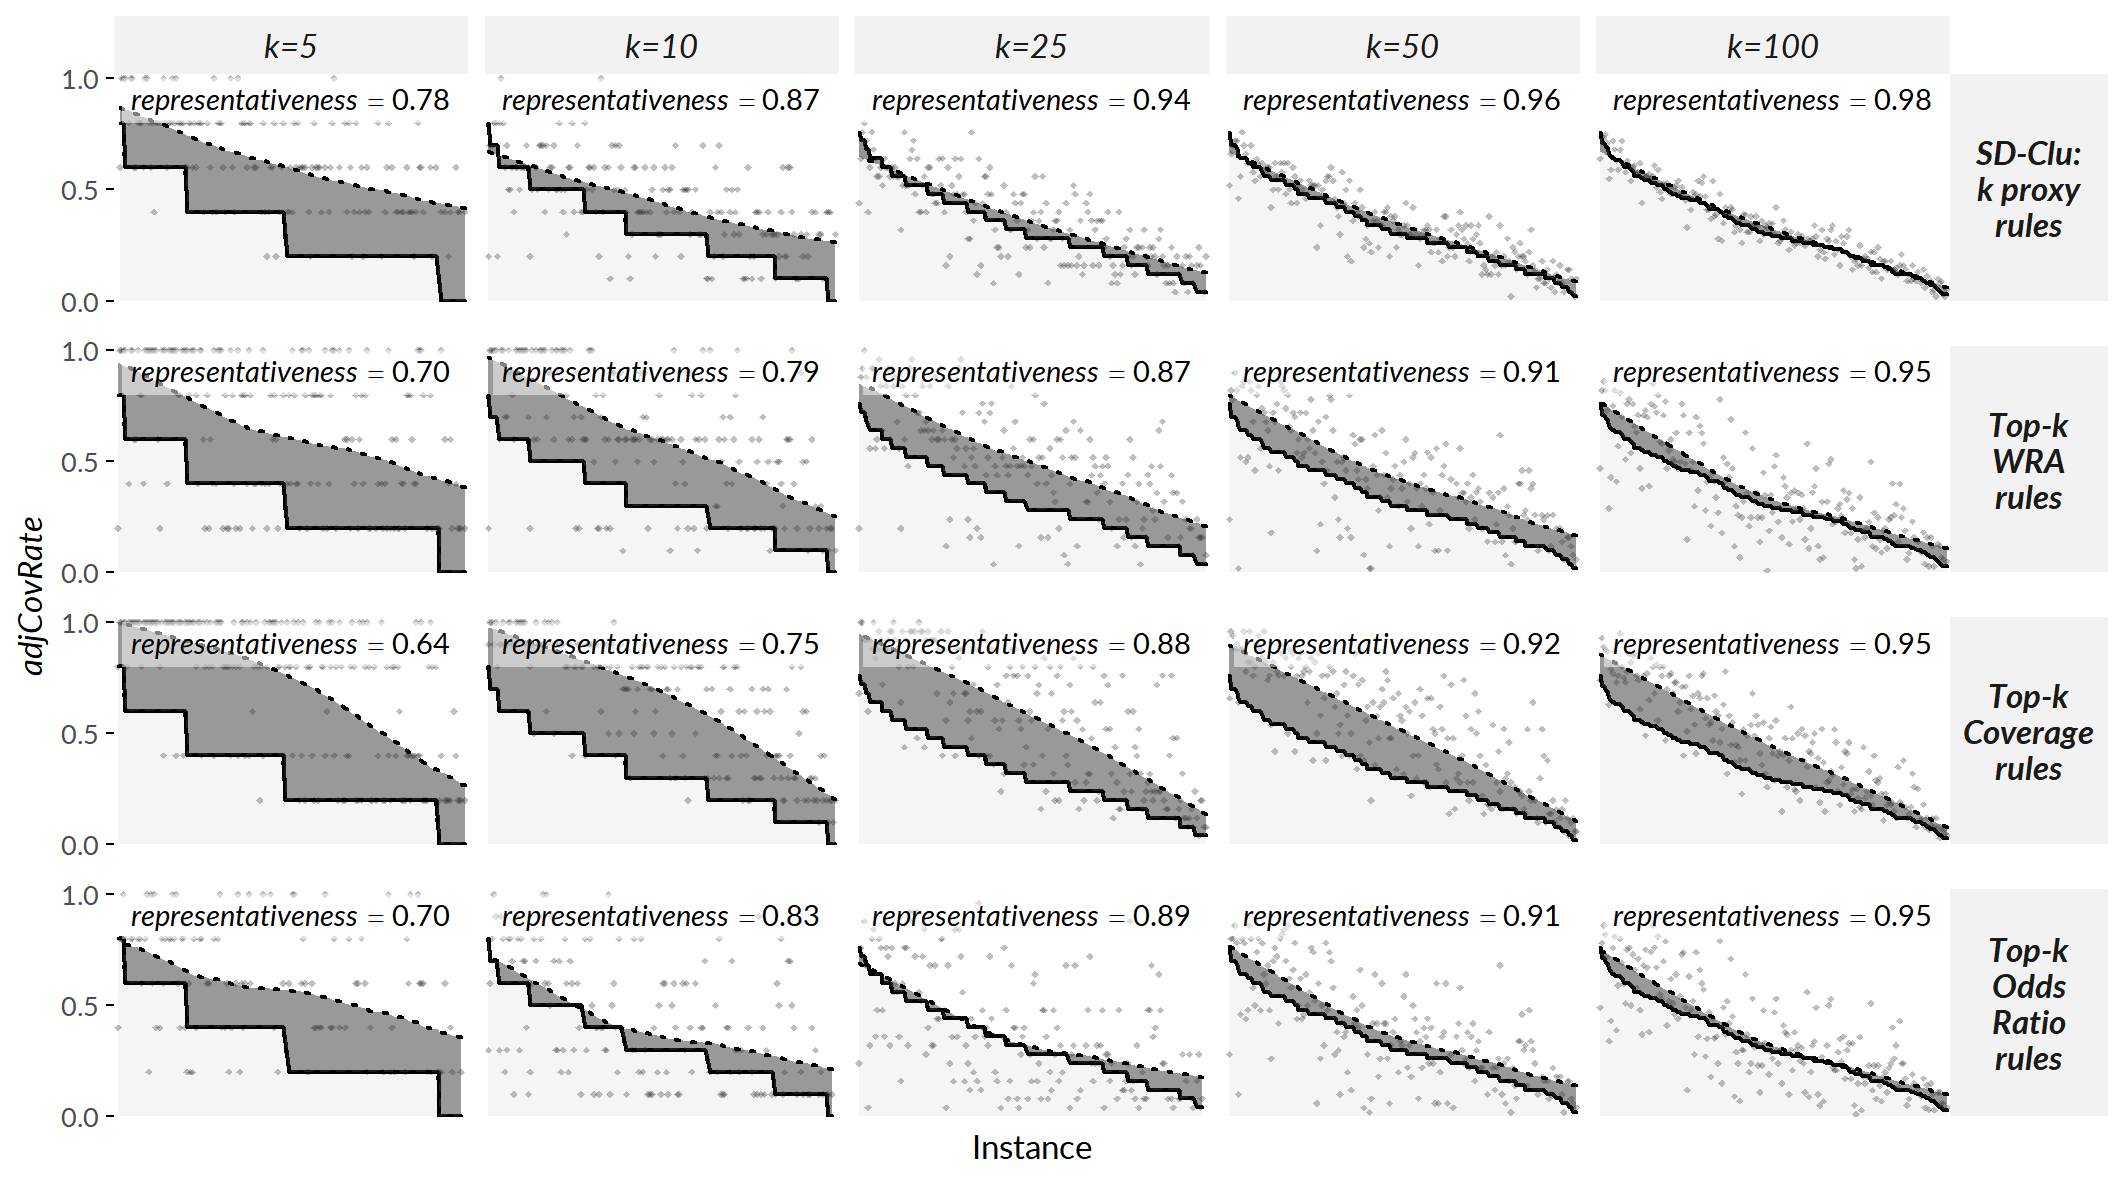 k=5
k=10
k=25
k=50
k=100
1.0
0.5
0.0
representativeness = 0.78
representativeness = 0.87
representativeness = 0.94
representativeness = 0.96
representativeness = 0.98
SD-Clu:
k proxy
rules
1.0
0.5
0.0
representativeness = 0.70
representativeness = 0.79
representativeness = 0.87
representativeness = 0.91
representativeness = 0.95
Top-k
WRA
rules
adjCovRate
1.0
0.5
0.0
representativeness = 0.64
representativeness = 0.75
representativeness = 0.88
representativeness = 0.92
representativeness = 0.95
Top-k
Coverage
rules
1.0
0.5
0.0
representativeness = 0.70
representativeness = 0.83
representativeness = 0.89
representativeness = 0.91
representativeness = 0.95
Top-k
Odds
Ratio
rules
Instance